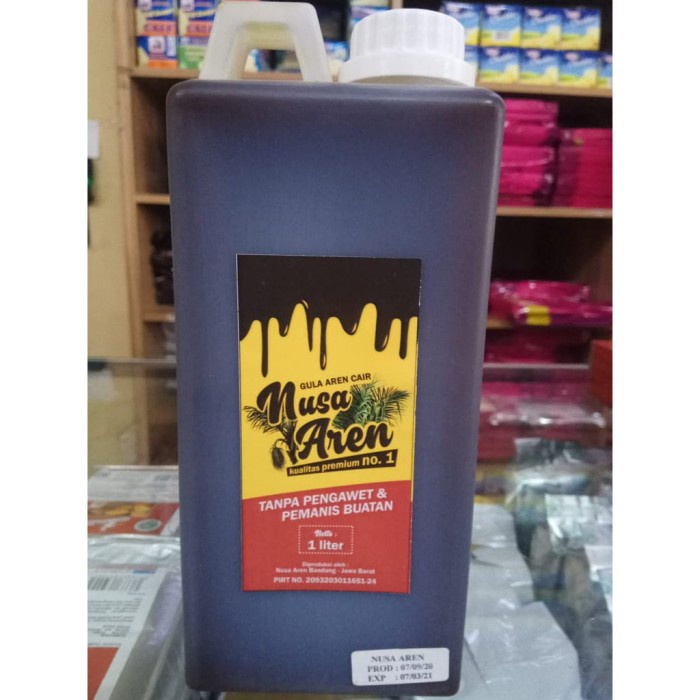 GULA AREN CAIR
Nusa
Aren
kualitas premium no. 1
TANPA PENGAWET &
PEMANIS BUATAN
Netto :
1 liter
Diproduksi oleh :
Nusa Aren Bandung - Jawa Barat
PIRT NO. 2093203011651-24
NUSA AREN
PROD : 07/09/20
EXP : 07/03/21